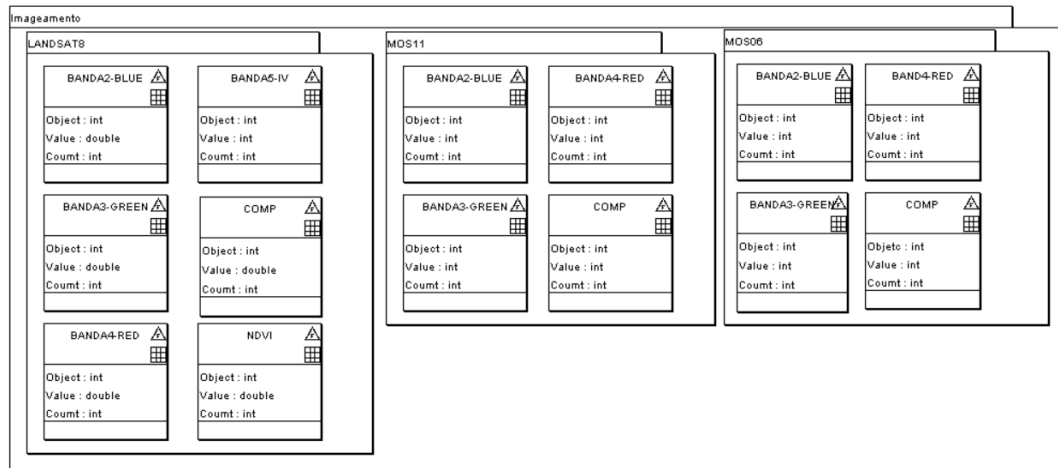 Imageamento
LANDSAT8
BANDA2-BLUE
Object : int
Value : double
Coumt : int
BANDA5-IV
Object : int
Value : int
Coumt : int
BANDA3-GREEN
Object : int
Value : double
Coumt : int
COMP
Object : int
Value : double
Coumt : int
BANDA4-RED
Object : int
Value : double
Coumt : int
NDVI
Object : int
Value : double
Coumt : int
MOS11
BANDA2-BLUE
Object : int
Value : int
Coumt : int
BANDA4-RED
Object : int
Value : int
Coumt : int
BANDA3-GREEN
Object : int
Value : int
Coumt : int
COMP
Object : int
Value : int
Coumt : int
MOS06
BANDA2-BLUE
Object : int
Value : int
Coumt : int
BAND4-RED
Object : int
Value : int
Coumt : int
BANDA3-GREEN
Object : int
Value : int
Coumt : int
COMP
Objetc : int
Value : int
Coumt : int